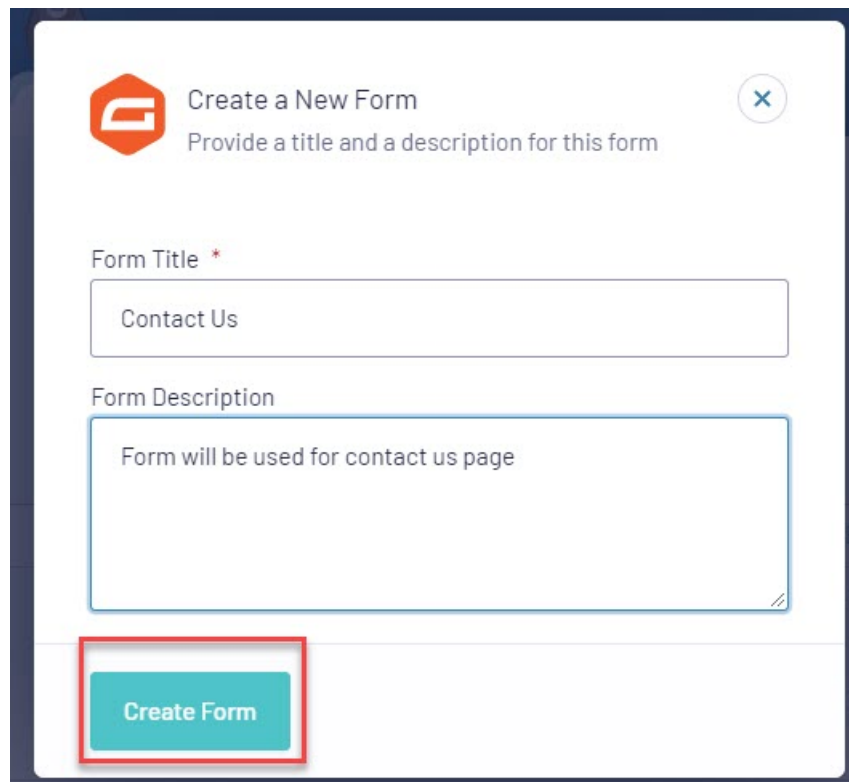 Create a New Form
Provide a title and a description for this form
Form Title *
Contact Us
Form Description
Form will be used for contact us page
Create Form